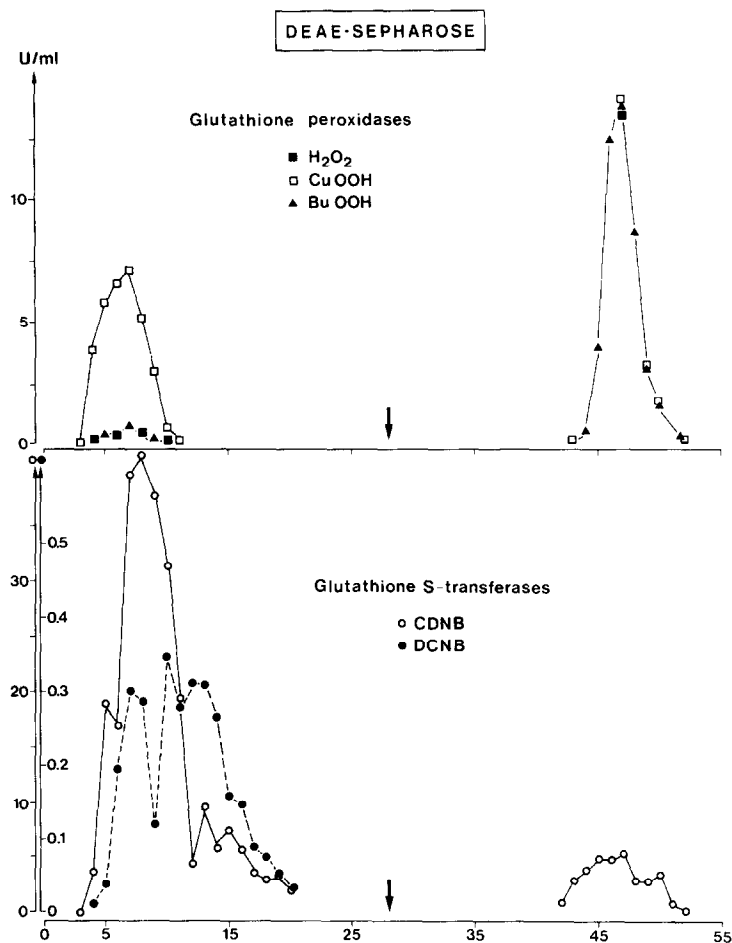 DEAE-SEPHAROSE
U/ml
Glutathione peroxidases
H2O2
CuOOH
BuOOH
10
5
0
Glutathione S-transferases
CDNB
DCNB
30
20
10
0
0.5
0.4
0.3
0.2
0.1
0
0 5 15 25 35 45 55